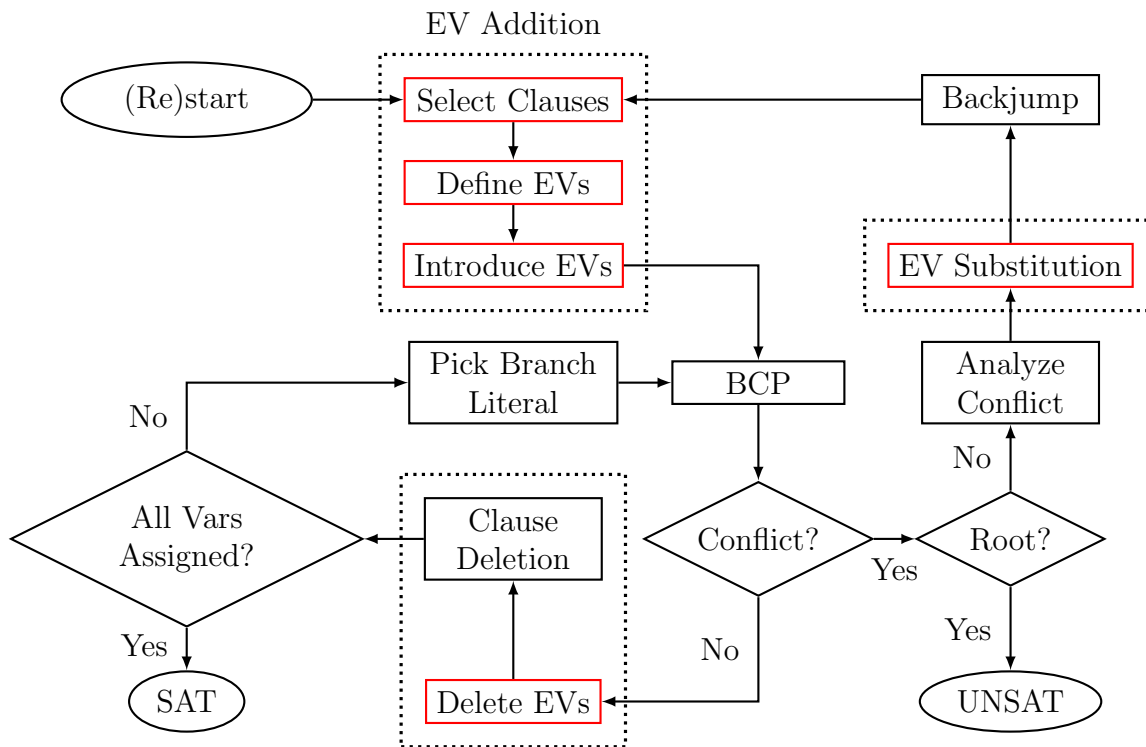 EV Addition
(Re)start
Select Clauses
Backjump
Define EVs
Introduce EVs
EV Substitution
Pick Branch
Literal
BCP
Analyze
Conflict
No
No
All Vars
Assigned?
Clause
Deletion
Conflict?
Yes
Root?
Yes
No
Yes
SAT
Delete EVs
UNSAT